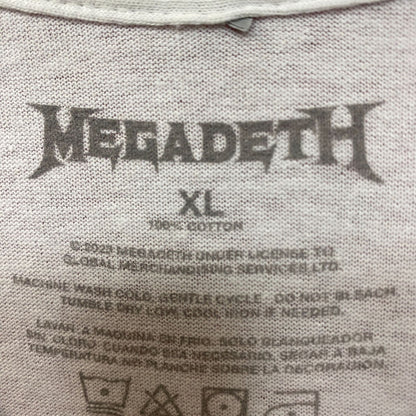 MEGADETH
XL
100% COTTON
© 2023 MEGADETH UNDER LICENSE TO
GLOBAL MERCHANDISING SERVICES LTD.
MACHINE WASH COLD, GENTLE CYCLE. DO NOT BLEACH.
TUMBLE DRY LOW, COOL IRON IF NEEDED.
LAVAR A MAQUINA EN FRIO. SOLO BLANQUEADOR
SIN CLORO CUANDO SEA NECESARIO. SEGAR A BAJA
TEMPERATURA NO PLANCHE SOBRE LA DECORACION.